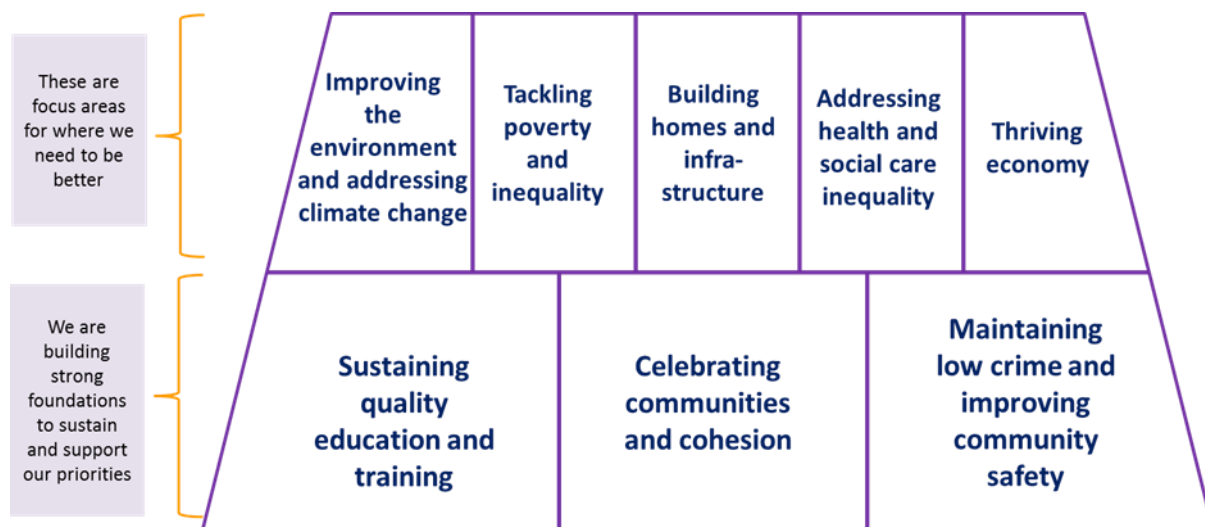 These are
focus areas
for where we
need to be
better
Improving
the
environment
and addressing
climate change
Tackling
poverty
and
inequality
Building
homes and
infra-
structure
Addressing
health and
social care
inequality
Thriving
economy
We are
building
strong
foundations
to sustain
and support
our priorities
Sustaining
quality
education and
training
Celebrating
communities
and cohesion
Maintaining
low crime and
improving
community
safety